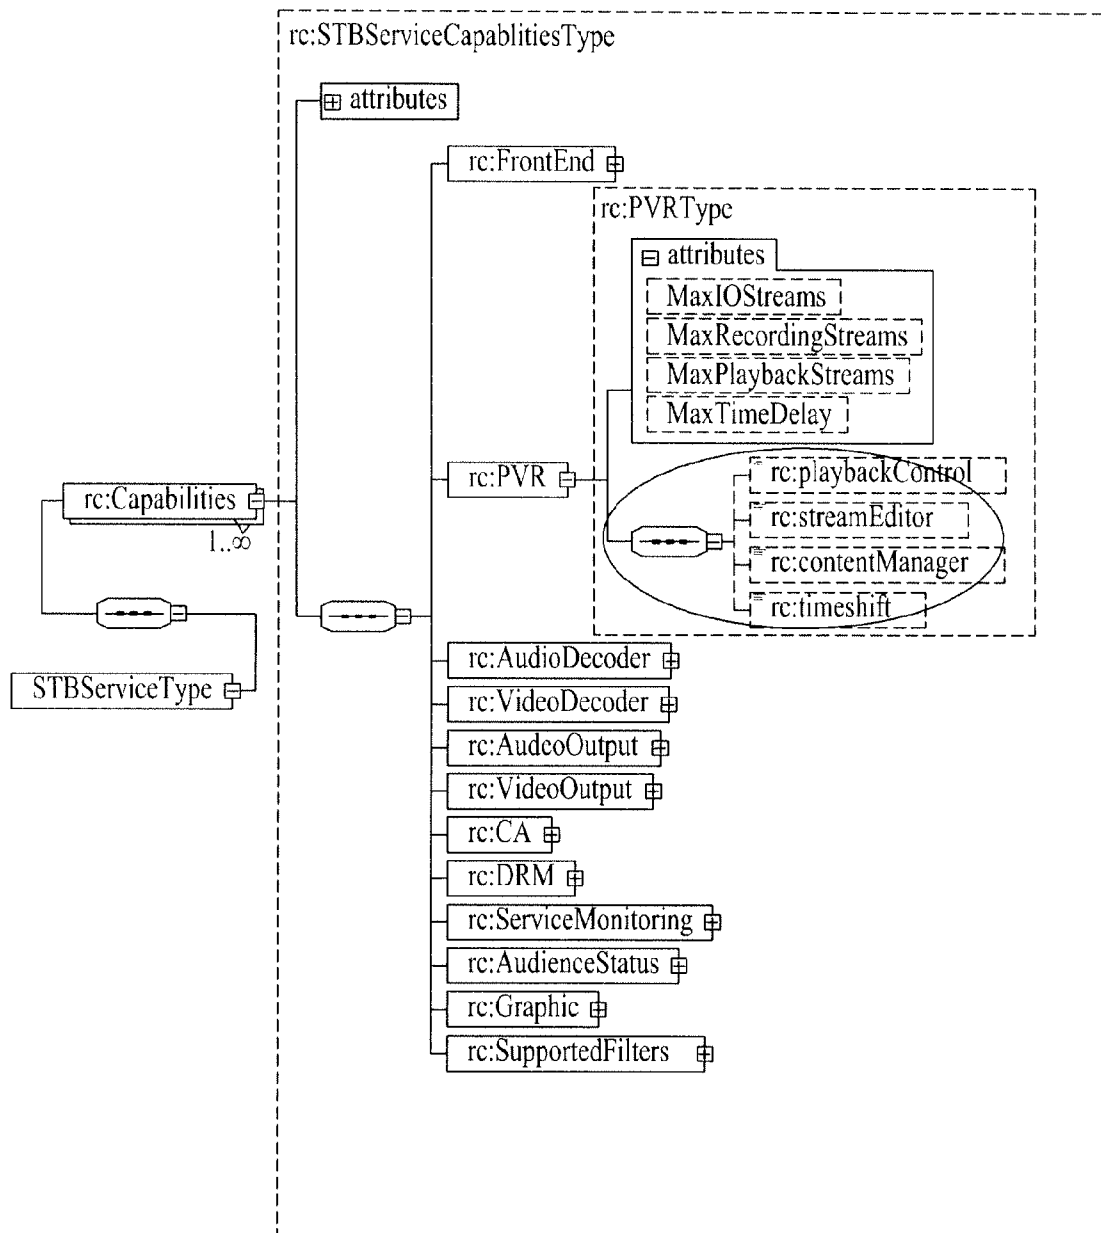 rc:STBServiceCapablitiesType
attributes
rc:FrontEnd
rc:PVRType
attributes
MaxIOStreams
MaxRecordingStreams
MaxPlaybackStreams
MaxTimeDelay
rc:PVR
rc:playbackControl
rc:streamEditor
rc:contentManager
rc:timeshift
rc:Capabilities
1..∞
STBServiceType
rc:AudioDecoder
rc:VideoDecoder
rc:AudeoOutput
rc:VideoOutput
rc:CA
rc:DRM
rc:ServiceMonitoring
rc:AudienceStatus
rc:Graphic
rc:SupportedFilters